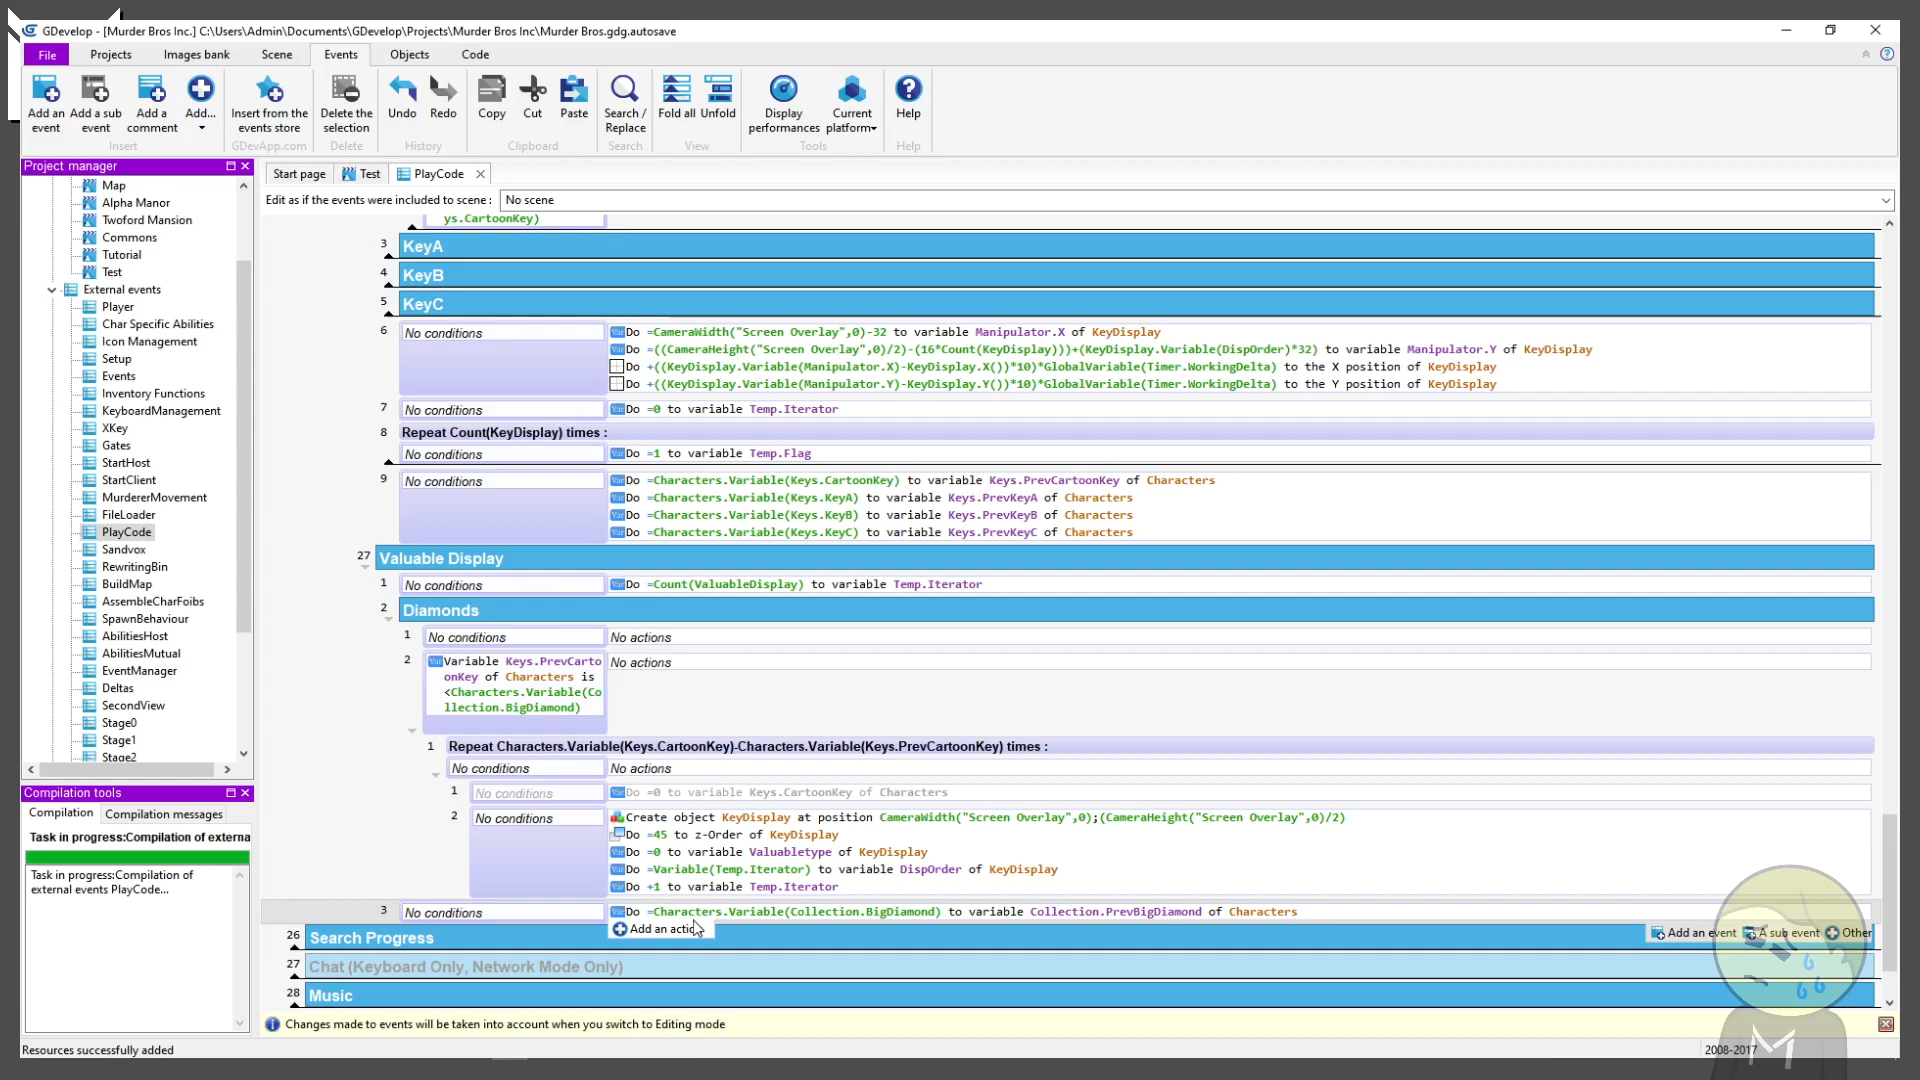 GDevelop - [Murder Bros Inc.] C:\Users\Admin\Documents\GDevelop\Projects\Murder Bros Inc\Murder Bros.gdg.autosave
File Projects Images bank Scene Events Objects Code
Add an event Add a sub event Add a comment Add... Insert from the events store Delete the selection Undo Redo Copy Cut Paste Search / Replace Fold all Unfold Display performances Current platform Help
Insert GDevApp.com Delete History Clipboard Search View Tools Help
Project manager
Map
Alpha Manor
Twoford Mansion
Commons
Tutorial
Test
External events
Player
Char Specific Abilities
Icon Management
Setup
Events
Inventory Functions
KeyboardManagement
XKey
Gates
StartHost
StartClient
MurdererMovement
FileLoader
PlayCode
Sandvox
RewritingBin
BuildMap
AssembleCharFoibs
SpawnBehaviour
AbilitiesHost
AbilitiesMutual
EventManager
Deltas
SecondView
Stage0
Stage1
Stage2
Compilation tools
Compilation Compilation messages
Task in progress:Compilation of externa
Task in progress:Compilation of
external events PlayCode...
Start page Test PlayCode
Edit as if the events were included to scene : No scene
ys.CartoonKey)
3 KeyA
4 KeyB
5 KeyC
6 No conditions Do =CameraWidth("Screen Overlay",0)-32 to variable Manipulator.X of KeyDisplay
Do =((CameraHeight("Screen Overlay",0)/2)-(16*Count(KeyDisplay)))+(KeyDisplay.Variable(DispOrder)*32) to variable Manipulator.Y of KeyDisplay
Do +((KeyDisplay.Variable(Manipulator.X)-KeyDisplay.X())*10)*GlobalVariable(Timer.WorkingDelta) to the X position of KeyDisplay
Do +((KeyDisplay.Variable(Manipulator.Y)-KeyDisplay.Y())*10)*GlobalVariable(Timer.WorkingDelta) to the Y position of KeyDisplay
7 No conditions Do =0 to variable Temp.Iterator
8 Repeat Count(KeyDisplay) times :
No conditions Do =1 to variable Temp.Flag
9 No conditions Do =Characters.Variable(Keys.CartoonKey) to variable Keys.PrevCartoonKey of Characters
Do =Characters.Variable(Keys.KeyA) to variable Keys.PrevKeyA of Characters
Do =Characters.Variable(Keys.KeyB) to variable Keys.PrevKeyB of Characters
Do =Characters.Variable(Keys.KeyC) to variable Keys.PrevKeyC of Characters
27 Valuable Display
1 No conditions Do =Count(ValuableDisplay) to variable Temp.Iterator
2 Diamonds
1 No conditions No actions
2 Variable Keys.PrevCarto No actions
onKey of Characters is
<Characters.Variable(Co
llection.BigDiamond)
1 Repeat Characters.Variable(Keys.CartoonKey)-Characters.Variable(Keys.PrevCartoonKey) times :
No conditions No actions
1 No conditions Do =0 to variable Keys.CartoonKey of Characters
2 No conditions Create object KeyDisplay at position CameraWidth("Screen Overlay",0);(CameraHeight("Screen Overlay",0)/2)
Do =45 to z-Order of KeyDisplay
Do =0 to variable Valuabletype of KeyDisplay
Do =Variable(Temp.Iterator) to variable DispOrder of KeyDisplay
Do +1 to variable Temp.Iterator
3 No conditions Do =Characters.Variable(Collection.BigDiamond) to variable Collection.PrevBigDiamond of Characters
Add an action
Add an event A sub event Other
26 Search Progress
27 Chat (Keyboard Only, Network Mode Only)
28 Music
Changes made to events will be taken into account when you switch to Editing mode
Resources successfully added
2008-2017